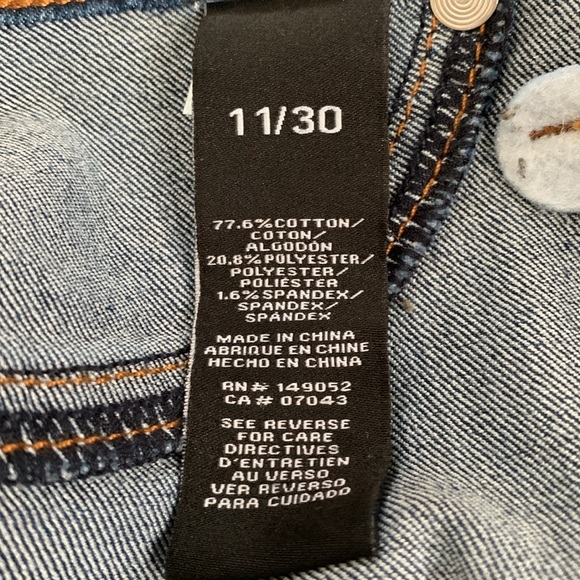 11/30
77.6%COTTON/
COTON/
ALGODÓN
20.8%POLYESTER/
POLYESTER/
POLIÉSTER
1.6%SPANDEX/
SPANDEX/
SPANDEX
MADE IN CHINA
ABRIQUE EN CHINE
HECHO EN CHINA
RN# 149052
CA# 07043
SEE REVERSE
FOR CARE
DIRECTIVES
D'ENTRETIEN
AU VERSO
VER REVERSO
PARA CUIDADO